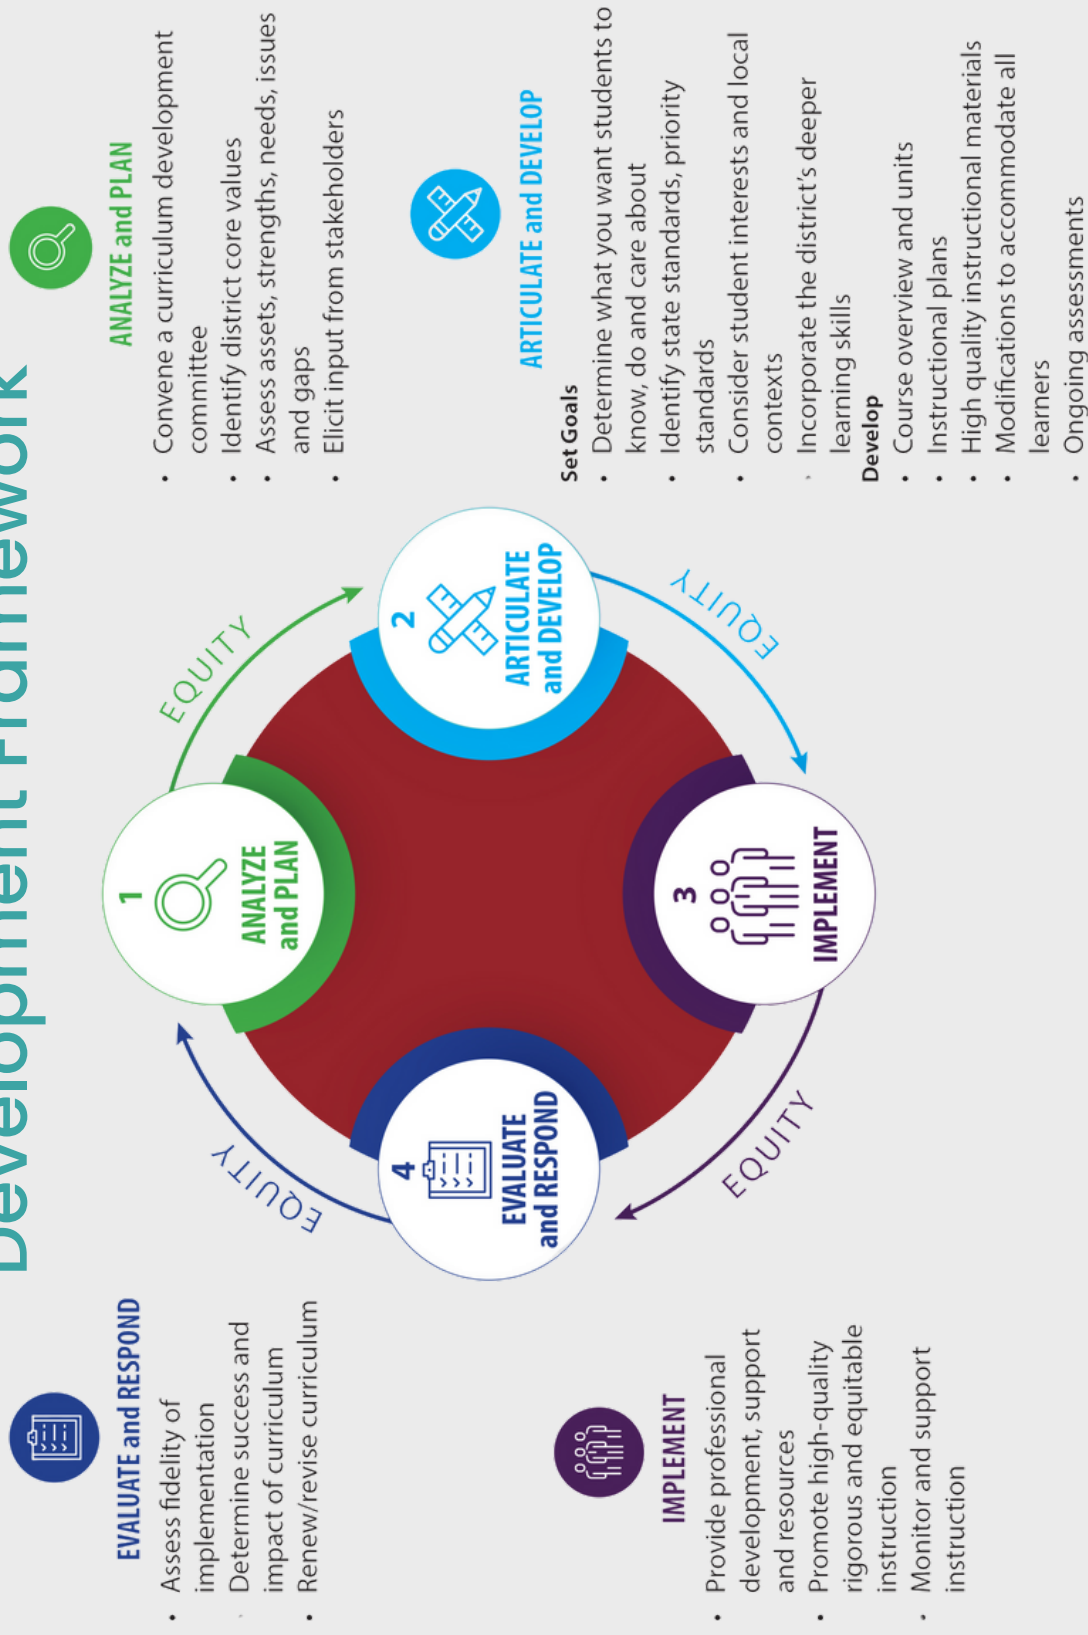 Development Framework
EVALUATE and RESPOND
• Assess fidelity of
implementation
• Determine success and
impact of curriculum
• Renew/revise curriculum
IMPLEMENT
• Provide professional
development, support
and resources
• Promote high-quality
rigorous and equitable
instruction
• Monitor and support
instruction
1
ANALYZE
and PLAN
EQUITY
2
ARTICULATE
and DEVELOP
EQUITY
3
IMPLEMENT
EQUITY
4
EVALUATE
and RESPOND
EQUITY
ANALYZE and PLAN
• Convene a curriculum development
committee
• Identify district core values
• Assess assets, strengths, needs, issues
and gaps
• Elicit input from stakeholders
ARTICULATE and DEVELOP
Set Goals
• Determine what you want students to
know, do and care about
• Identify state standards, priority
standards
• Consider student interests and local
contexts
• Incorporate the district's deeper
learning skills
Develop
• Course overview and units
• Instructional plans
• High quality instructional materials
• Modifications to accommodate all
learners
• Ongoing assessments